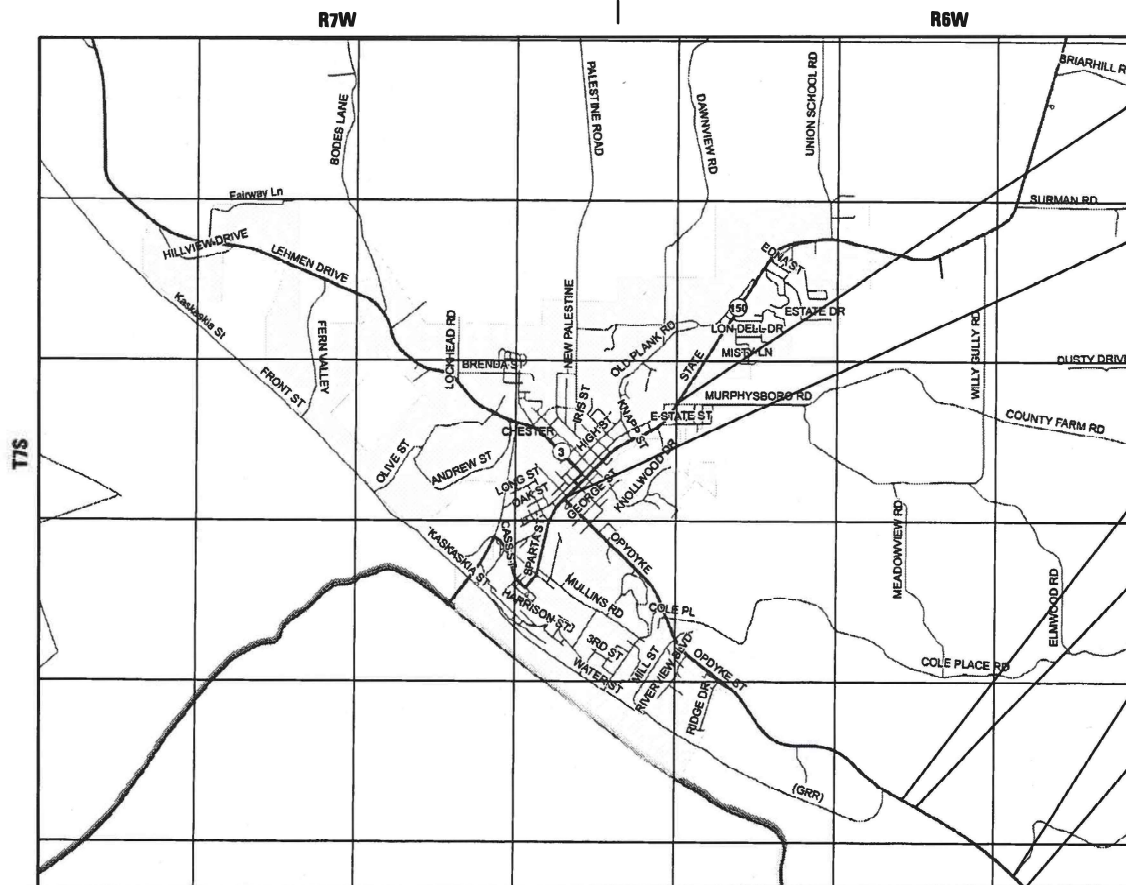 R7W
R6W
BRIARHILL R
BODES LANE
PALESTINE ROAD
DAWNVIEW RD
UNION SCHOOL RD
Fairway Ln
SURMAN RD
HILLVIEW DRIVE
LEHMEN DRIVE
EDNA ST
Kaskaskia St
150
ESTATE DR
LON-DELL-DR
FERN VALLEY
LOCKHEAD RD
NEW PALESTINE
OLD PLANK RD
STATE
MISTY LN
WILLY GULLY RD
DUSTY DRIVE
BRENDA ST
FRONT ST
MURPHYSBORO RD
IRIS ST
KNAPP ST
E-STATE ST
COUNTY FARM RD
CHESTER
HIGH ST
3
T7S
OLIVE ST
ANDREW ST
LONG ST
OAK ST
GEORGE ST
KNOLLWOOD DR
CASS ST
SPARTA ST
OPYDYKE
MEADOWVIEW RD
KASKASKIA ST
MULLINS RD
COLE PL
ELMWOOD RD
HARRISON ST
3RD ST
MILL ST
RIVERVIEW BLVD
OPDYKE ST
COLE PLACE RD
WATER ST
RIDGE DR
(GRR)